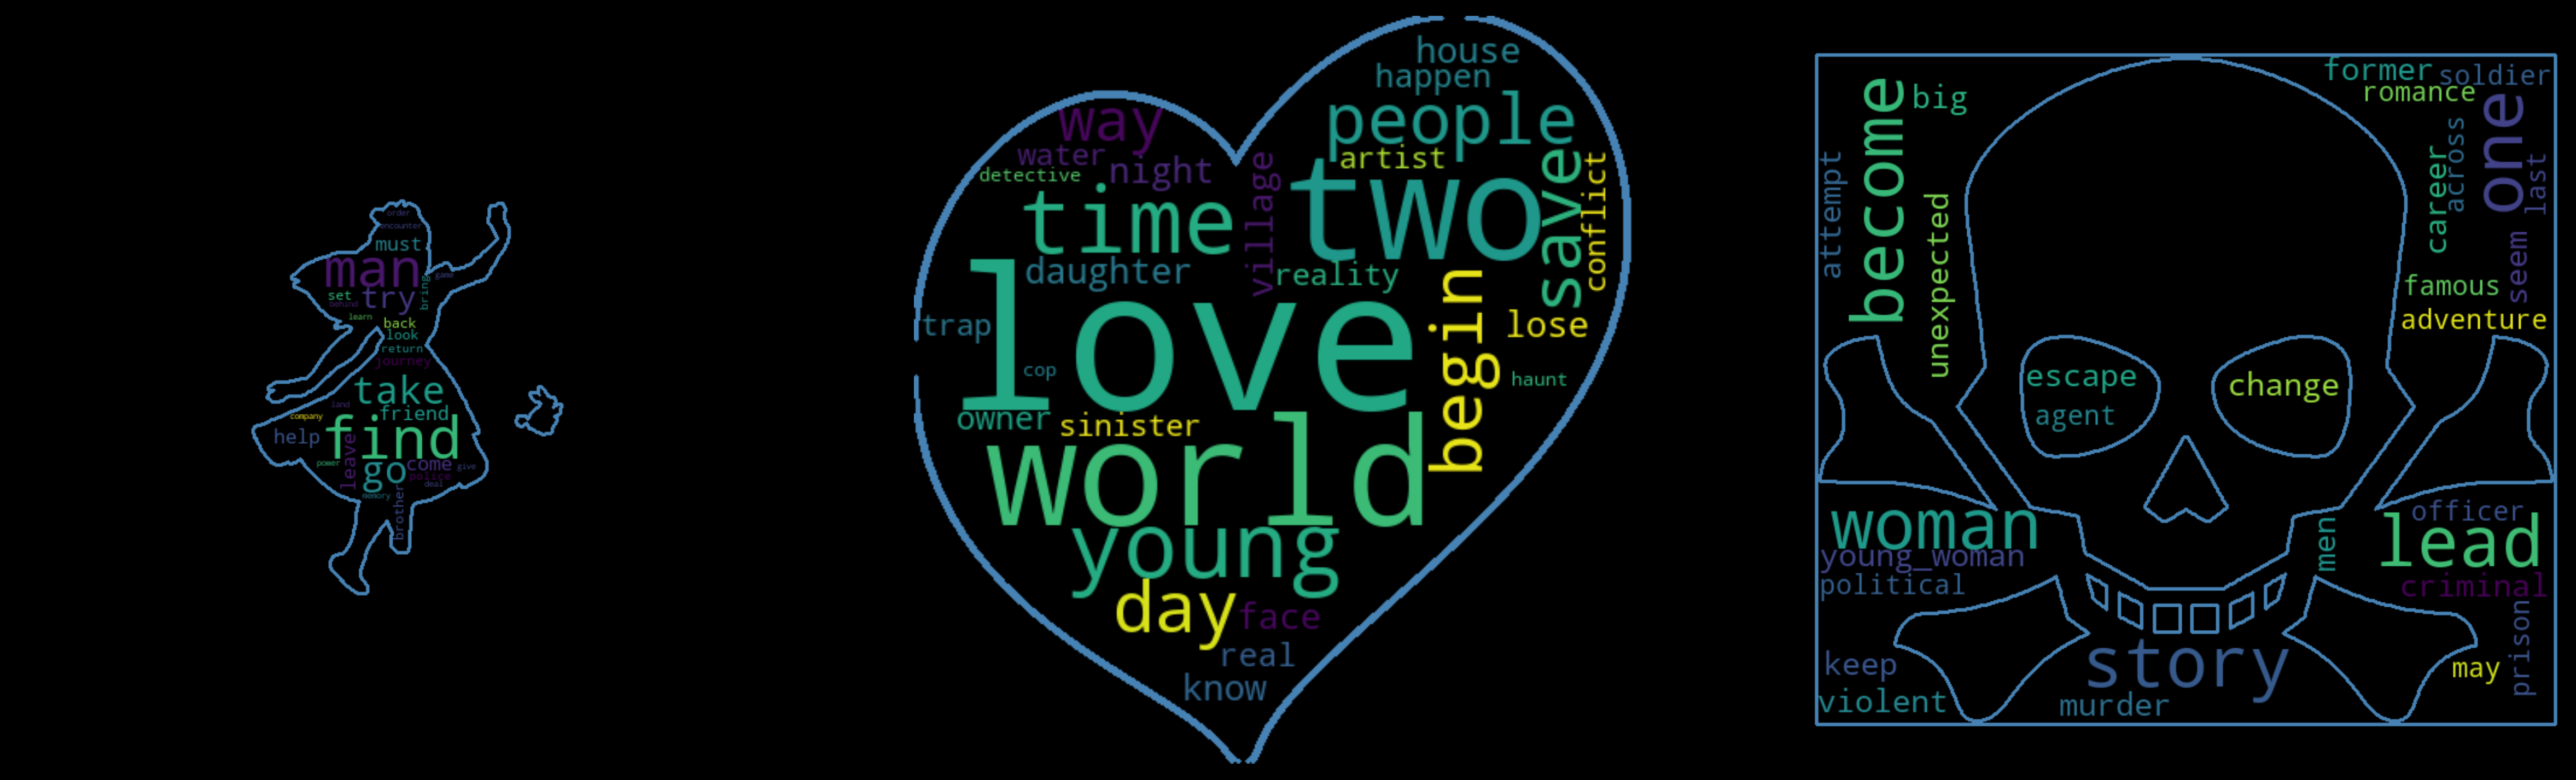 order
encounter
must
man
game
set
try
bring
behind
learn
back
look
return
journey
take
land
friend
company
help
find
leave
power
go
come
give
police
deal
memory
brother
house
happen
way
people
water
night
artist
detective
village
two
save
conflict
time
daughter
reality
love
begin
trap
lose
cop
haunt
owner
sinister
world
young
day
face
real
know
former
soldier
romance
become
big
one
attempt
across
career
last
unexpected
seem
famous
adventure
escape
change
agent
woman
officer
men
lead
young_woman
political
criminal
prison
keep
story
may
violent
murder